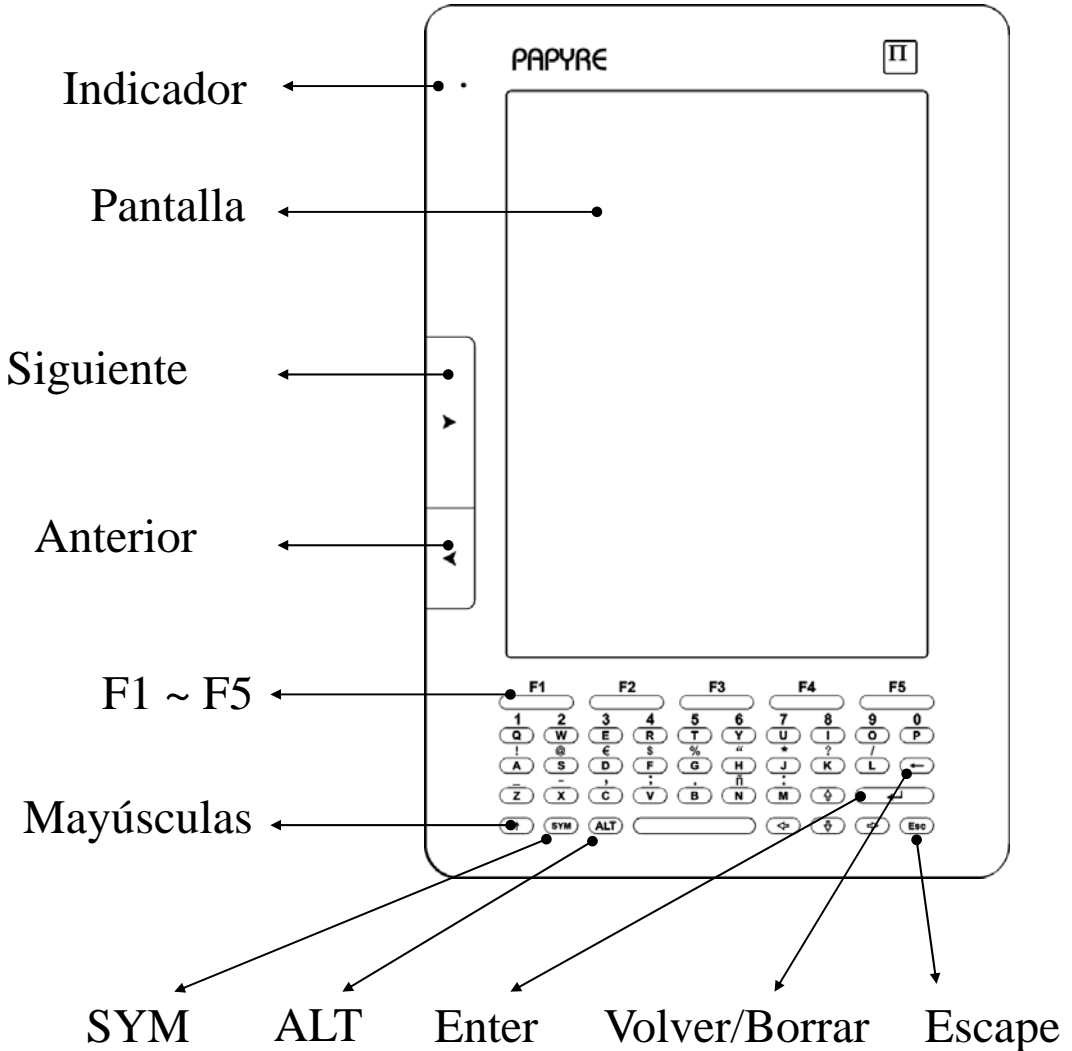 PAPYRE
Π
Indicador
Pantalla
Siguiente
Anterior
F1 ~ F5
F1 F2 F3 F4 F5
1 2 3 4 5 6 7 8 9 0
Q W E R T Y U I O P
! @ € $ % “ * ? /
A S D F G H J K L ←
_ - , ; . ñ :
Z X C V B N M
Mayúsculas
SYM ALT Esc
SYM ALT Enter Volver/Borrar Escape